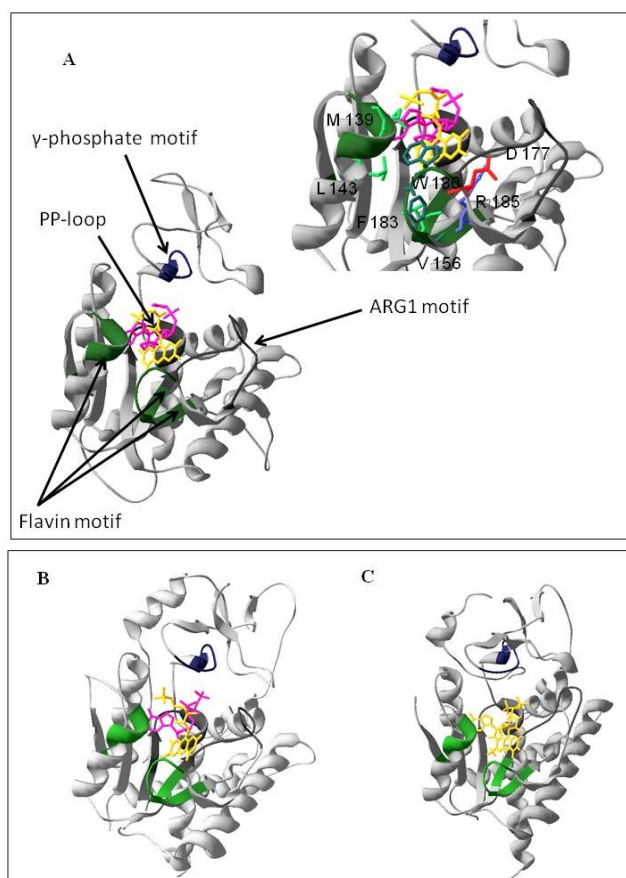 A
γ-phosphate motif
PP-loop
ARG1 motif
Flavin motif
M 139
D 177
L 143
W 180
R 185
F 183
V 156
B
C